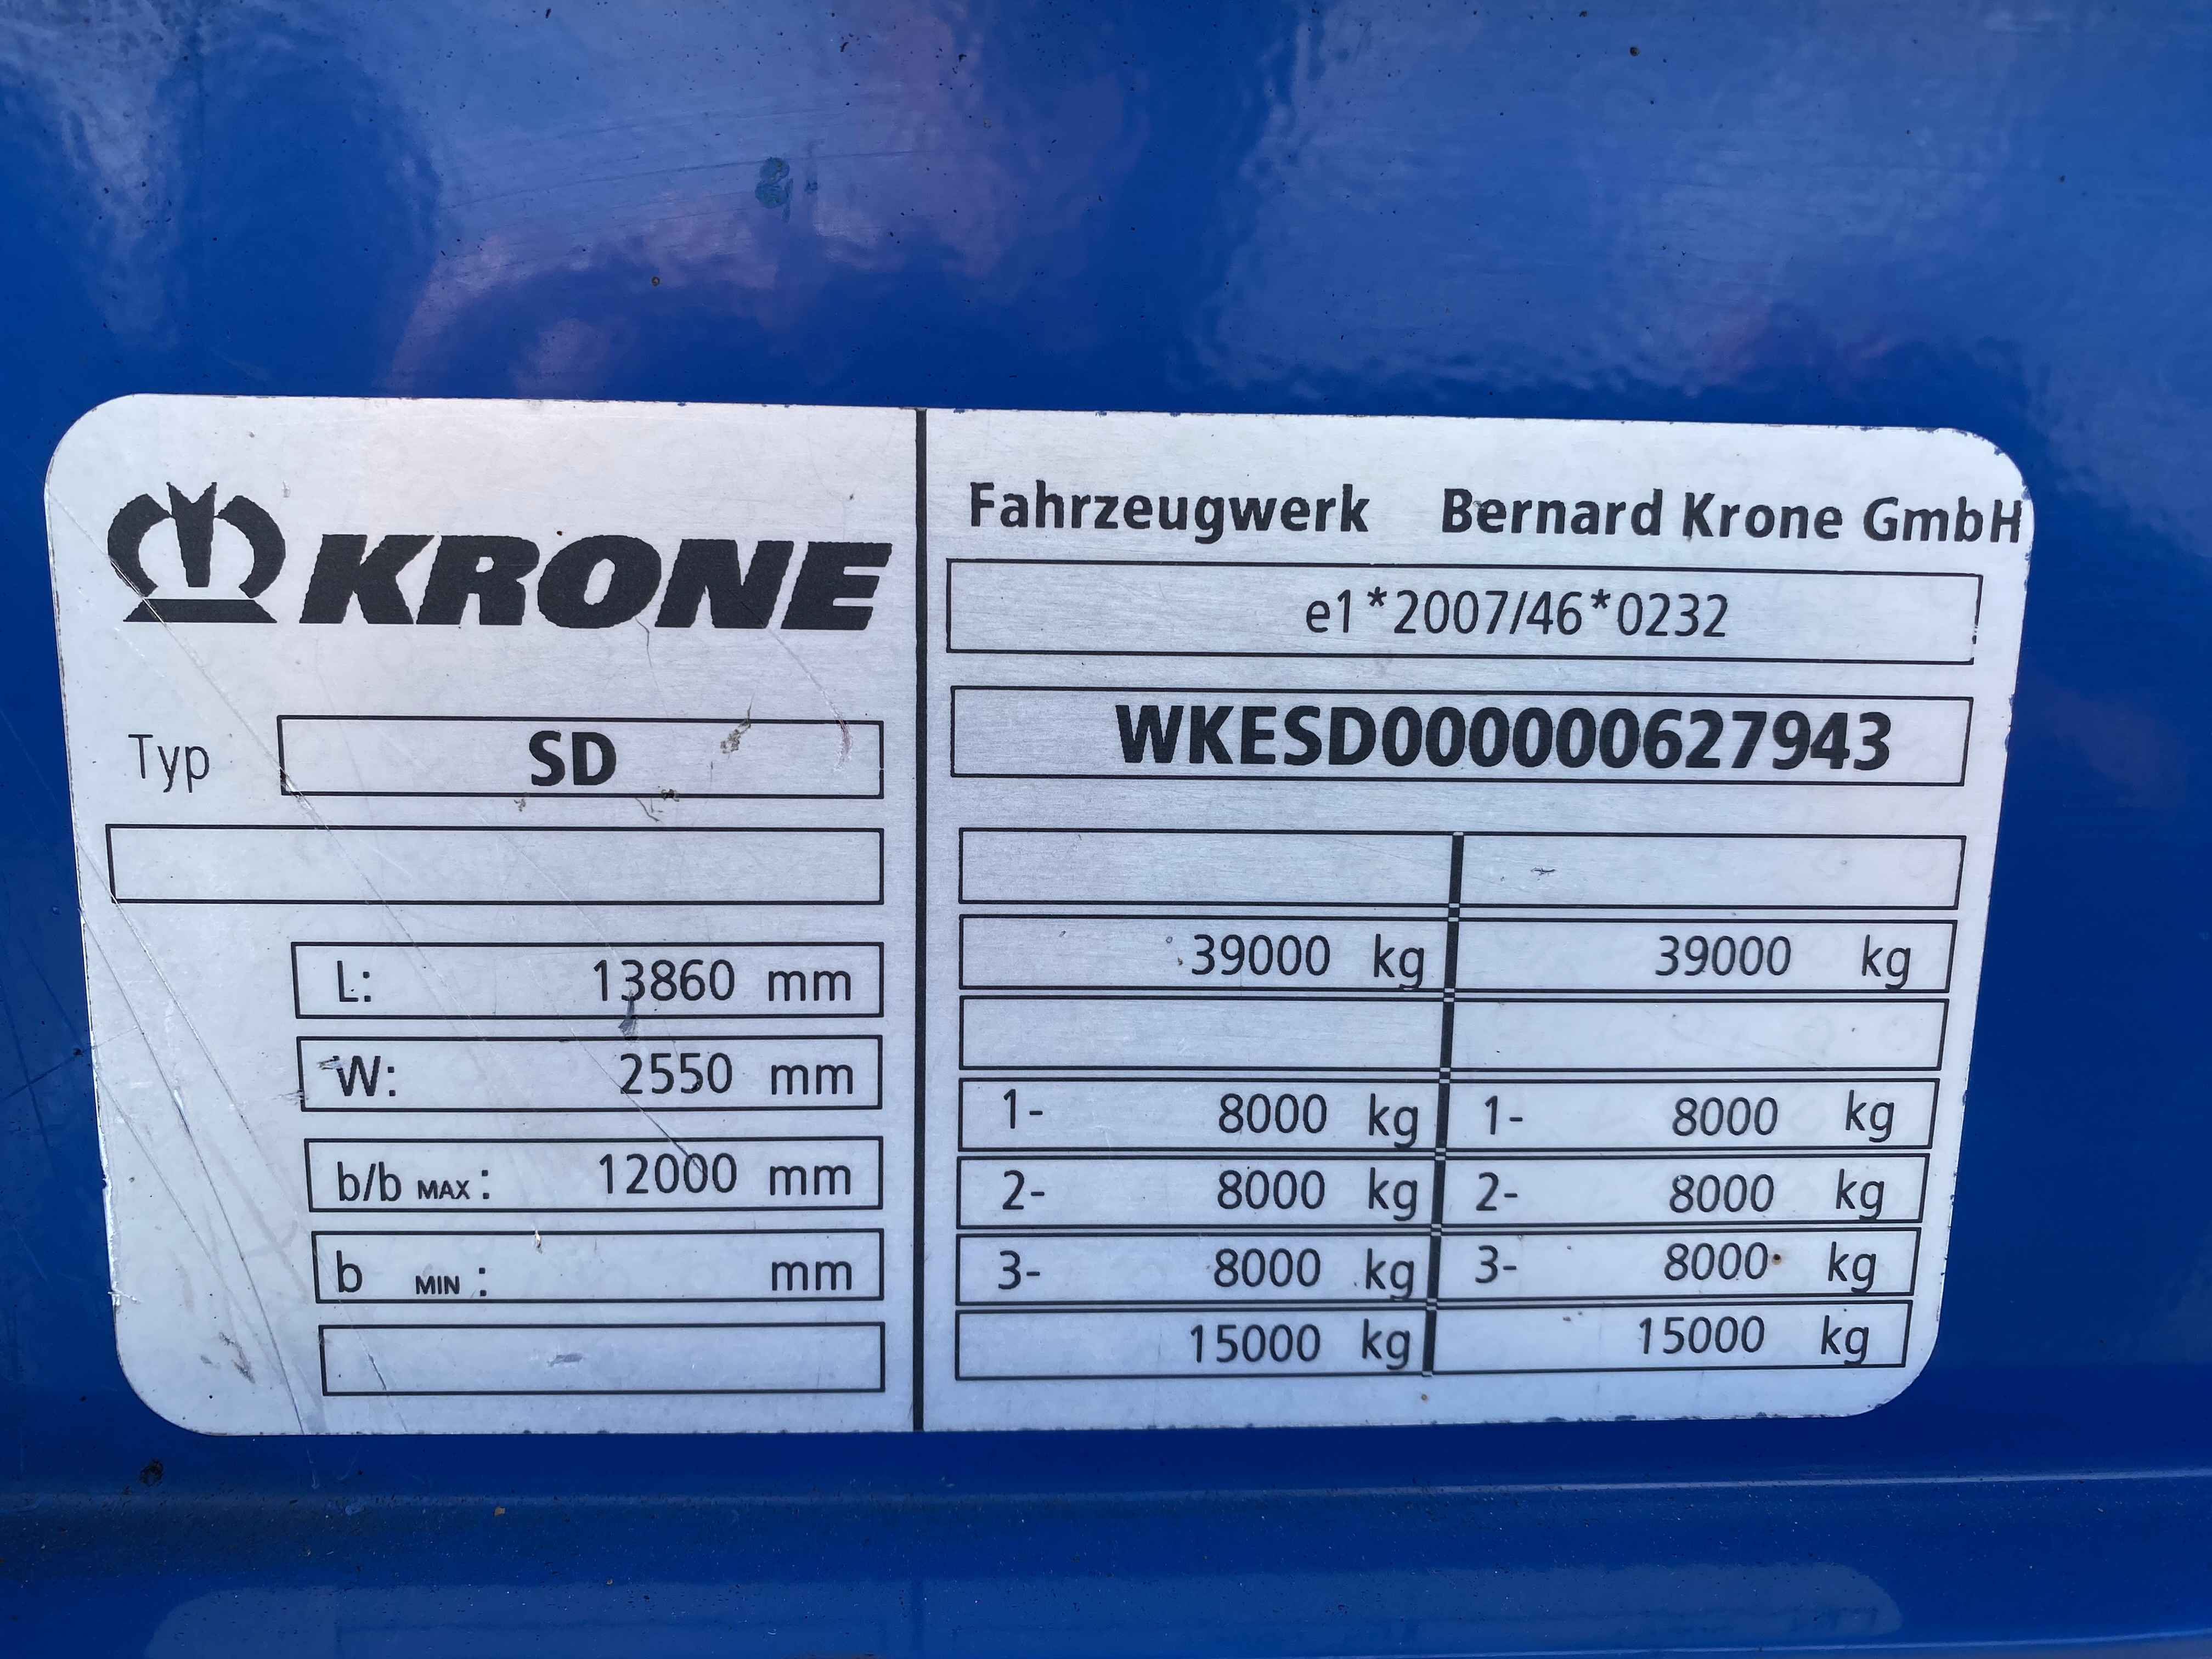 KRONE
Typ SD
L: 13860 mm
W: 2550 mm
b/b MAX: 12000 mm
b MIN: mm
Fahrzeugwerk Bernard Krone GmbH
e1*2007/46*0232
WKESD000000627943
39000 kg 39000 kg
1- 8000 kg 1- 8000 kg
2- 8000 kg 2- 8000 kg
3- 8000 kg 3- 8000 kg
15000 kg 15000 kg